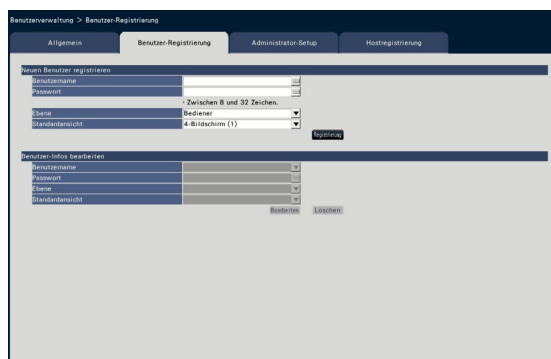 Benutzerverwaltung > Benutzer-Registrierung
Allgemein Benutzer-Registrierung Administrator-Setup Hostregistrierung
Neuen Benutzer registrieren
Benutzername
Passwort
• Zwischen 8 und 32 Zeichen.
Ebene Bediener
Standardansicht 4-Bildschirm (1)
Registrierung
Benutzer-Infos bearbeiten
Benutzername
Passwort
Ebene
Standardansicht
Bearbeiten Löschen